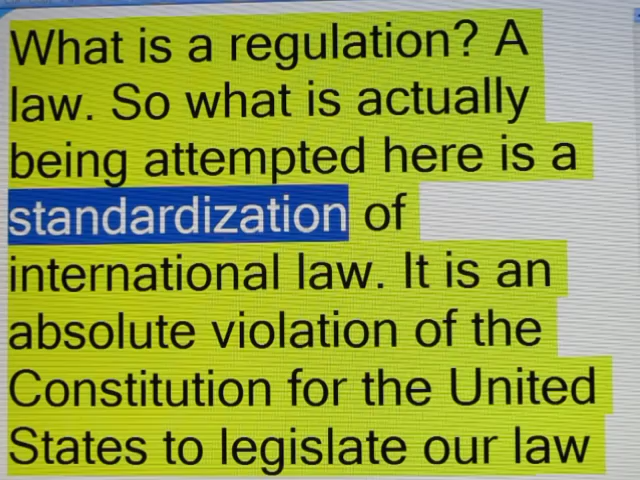 What is a regulation? A
law. So what is actually
being attempted here is a
standardization of
international law. It is an
absolute violation of the
Constitution for the United
States to legislate our law